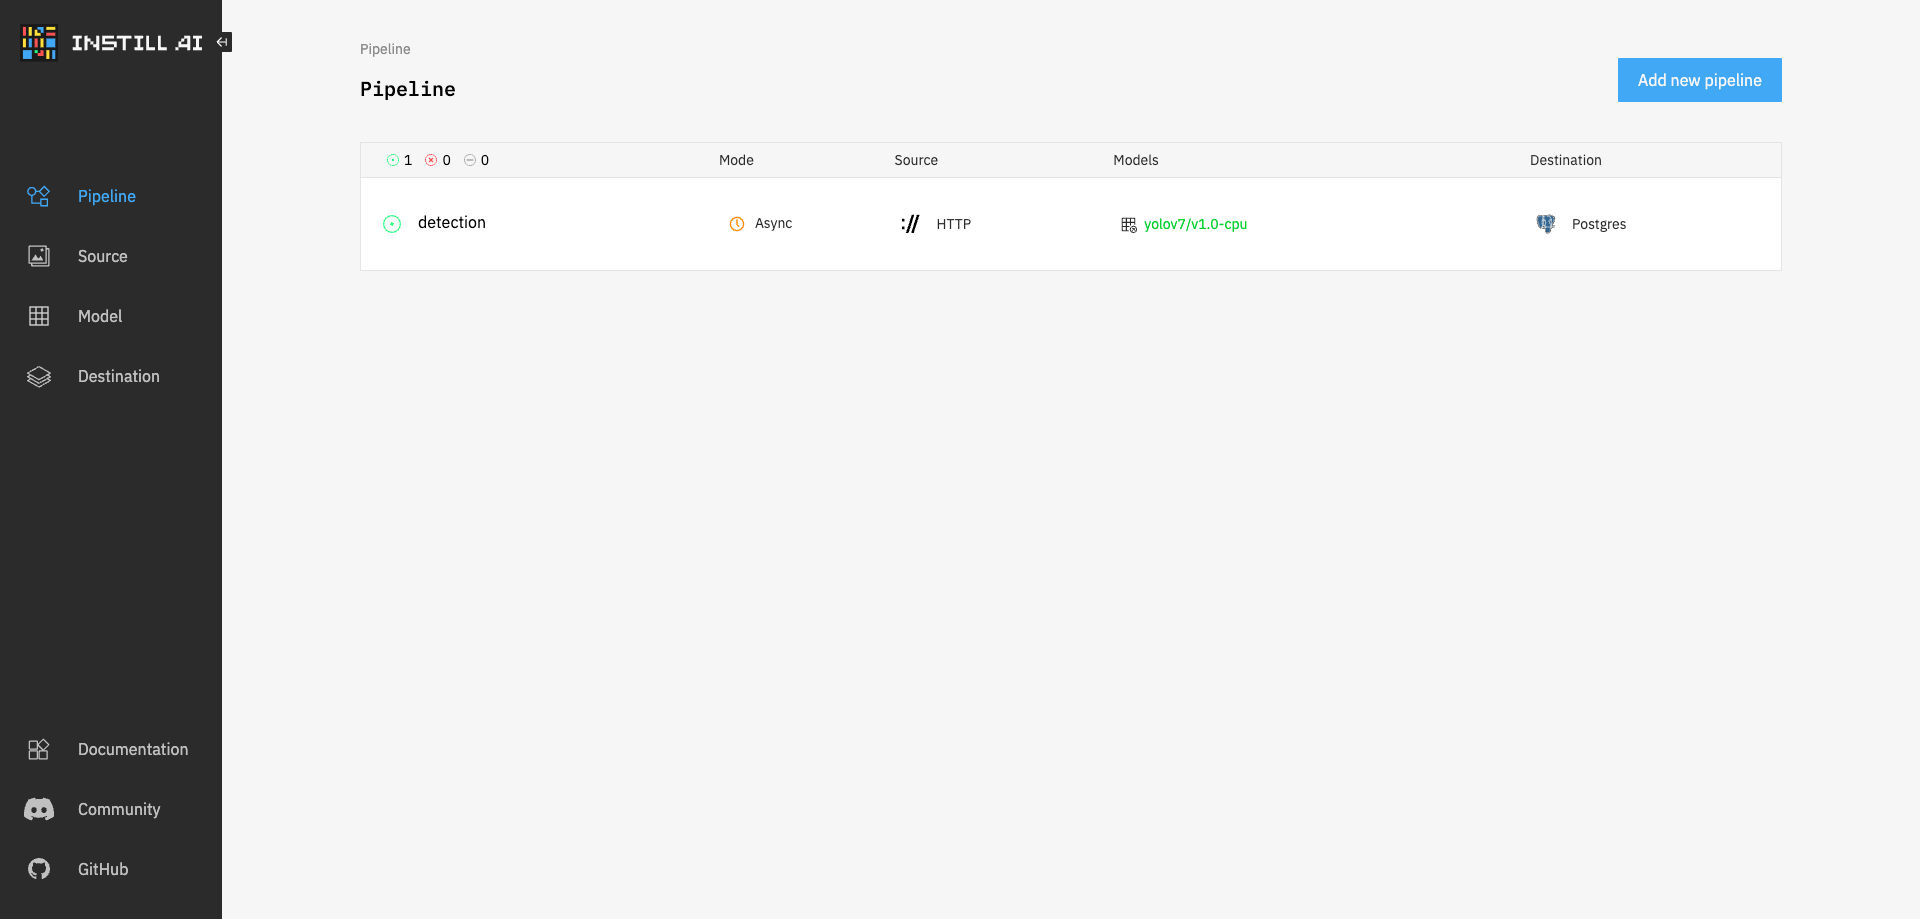 INSTILL AI
Pipeline
Source
Model
Destination
Documentation
Community
GitHub
Pipeline
Pipeline
Add new pipeline
1 0 0 Mode Source Models Destination
detection Async :// HTTP yolov7/v1.0-cpu Postgres